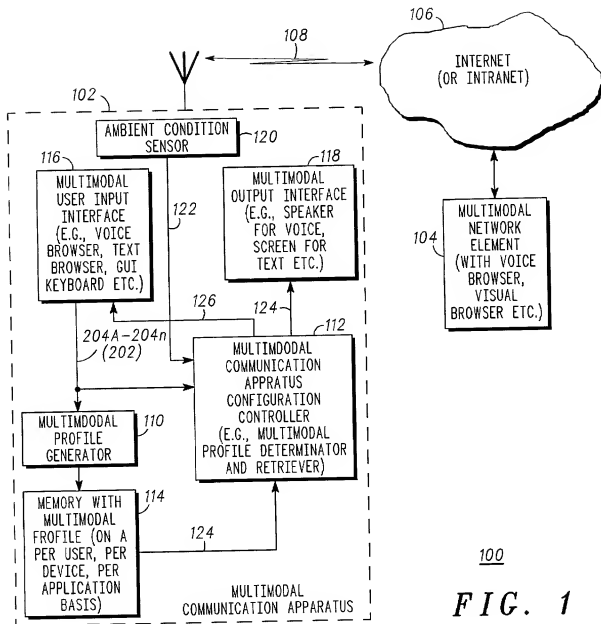 108
106
INTERNET
(OR INTRANET)
102
AMBIENT CONDITION
SENSOR
120
116
118
MULTIMODAL
USER INPUT
INTERFACE
(E.G., VOICE
BROWSER, TEXT
BROWSER, GUI
KEYBOARD ETC.)
122
MULTIMODAL
OUTPUT INTERFACE
(E.G., SPEAKER
FOR VOICE,
SCREEN FOR
TEXT ETC.)
104
MULTIMODAL
NETWORK
ELEMENT
(WITH VOICE
BROWSER,
VISUAL
BROWSER ETC.)
126
124
112
204A-204n
(202)
MULTIMDODAL
COMMUNICATION
APPRATUS
CONFIGURATION
CONTROLLER
(E.G., MULTIMODAL
PROFILE DETERMINATOR
AND RETRIEVER)
MULTIMDODAL
PROFILE
GENERATOR
110
MEMORY WITH
MULTIMODAL
FROFILE (ON A
PER USER, PER
DEVICE, PER
APPLICATION
BASIS)
114
124
MULTIMODAL
COMMUNICATION APPARATUS
100
FIG. 1